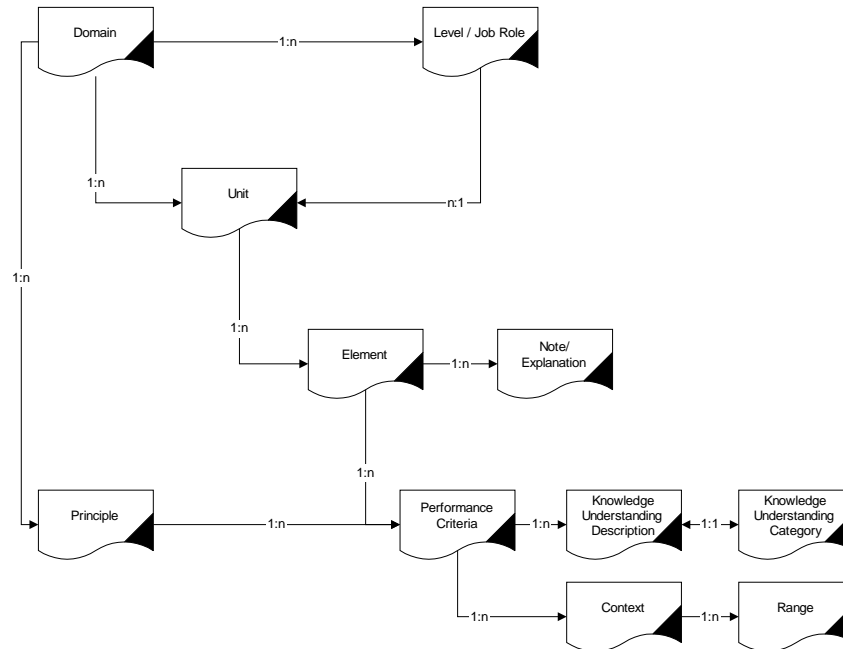 Domain
1:n
Level / Job Role
1:n
Unit
n:1
1:n
1:n
Element
1:n
Note/
Explanation
1:n
Principle
1:n
Performance
Criteria
1:n
Knowledge
Understanding
Description
1:1
Knowledge
Understanding
Category
1:n
Context
1:n
Range